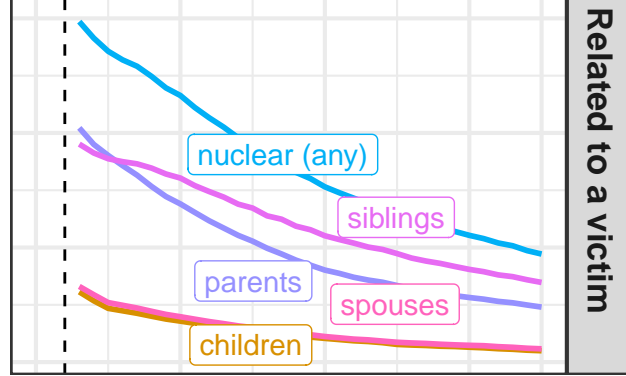 nuclear (any)
siblings
parents
spouses
children
Related to a victim